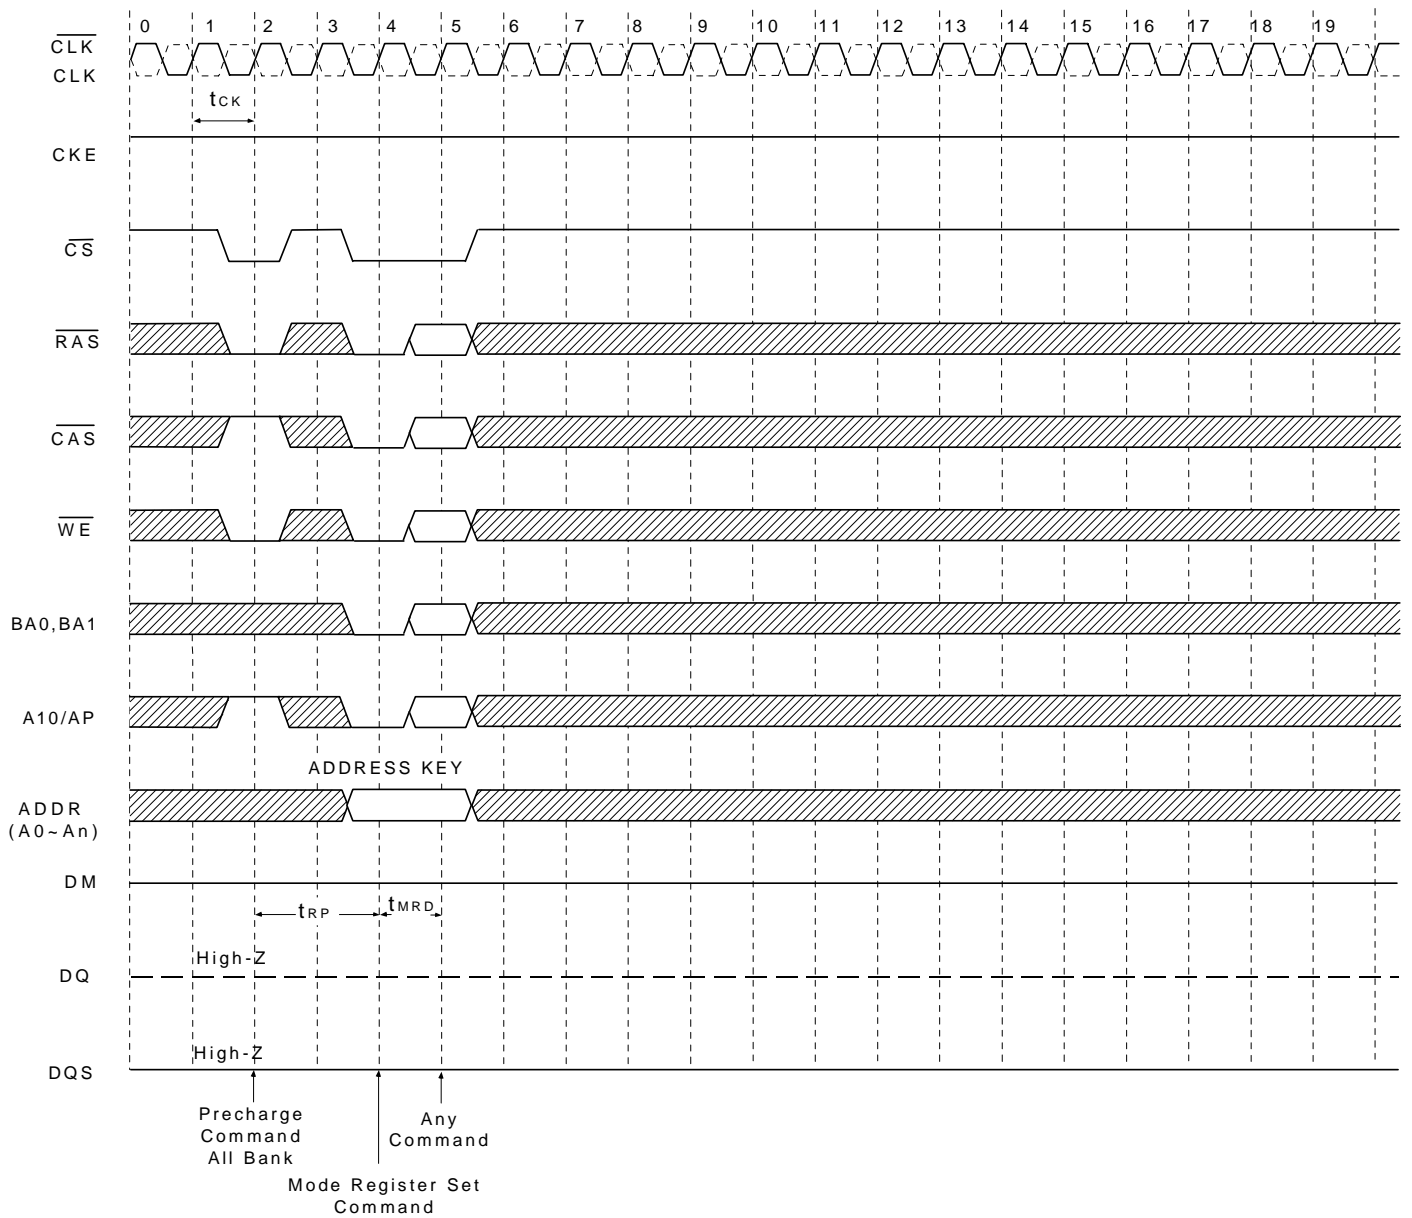 0 1 2 3 4 5 6 7 8 9 10 11 12 13 14 15 16 17 18 19
CLK
CLK
tCK
CKE
CS
RAS
CAS
WE
BA0,BA1
A10/AP
ADDRESS KEY
ADDR
(A0~An)
DM
tRP tMRD
High-Z
DQ
High-Z
DQS
Precharge
Command
All Bank
Any
Command
Mode Register Set
Command